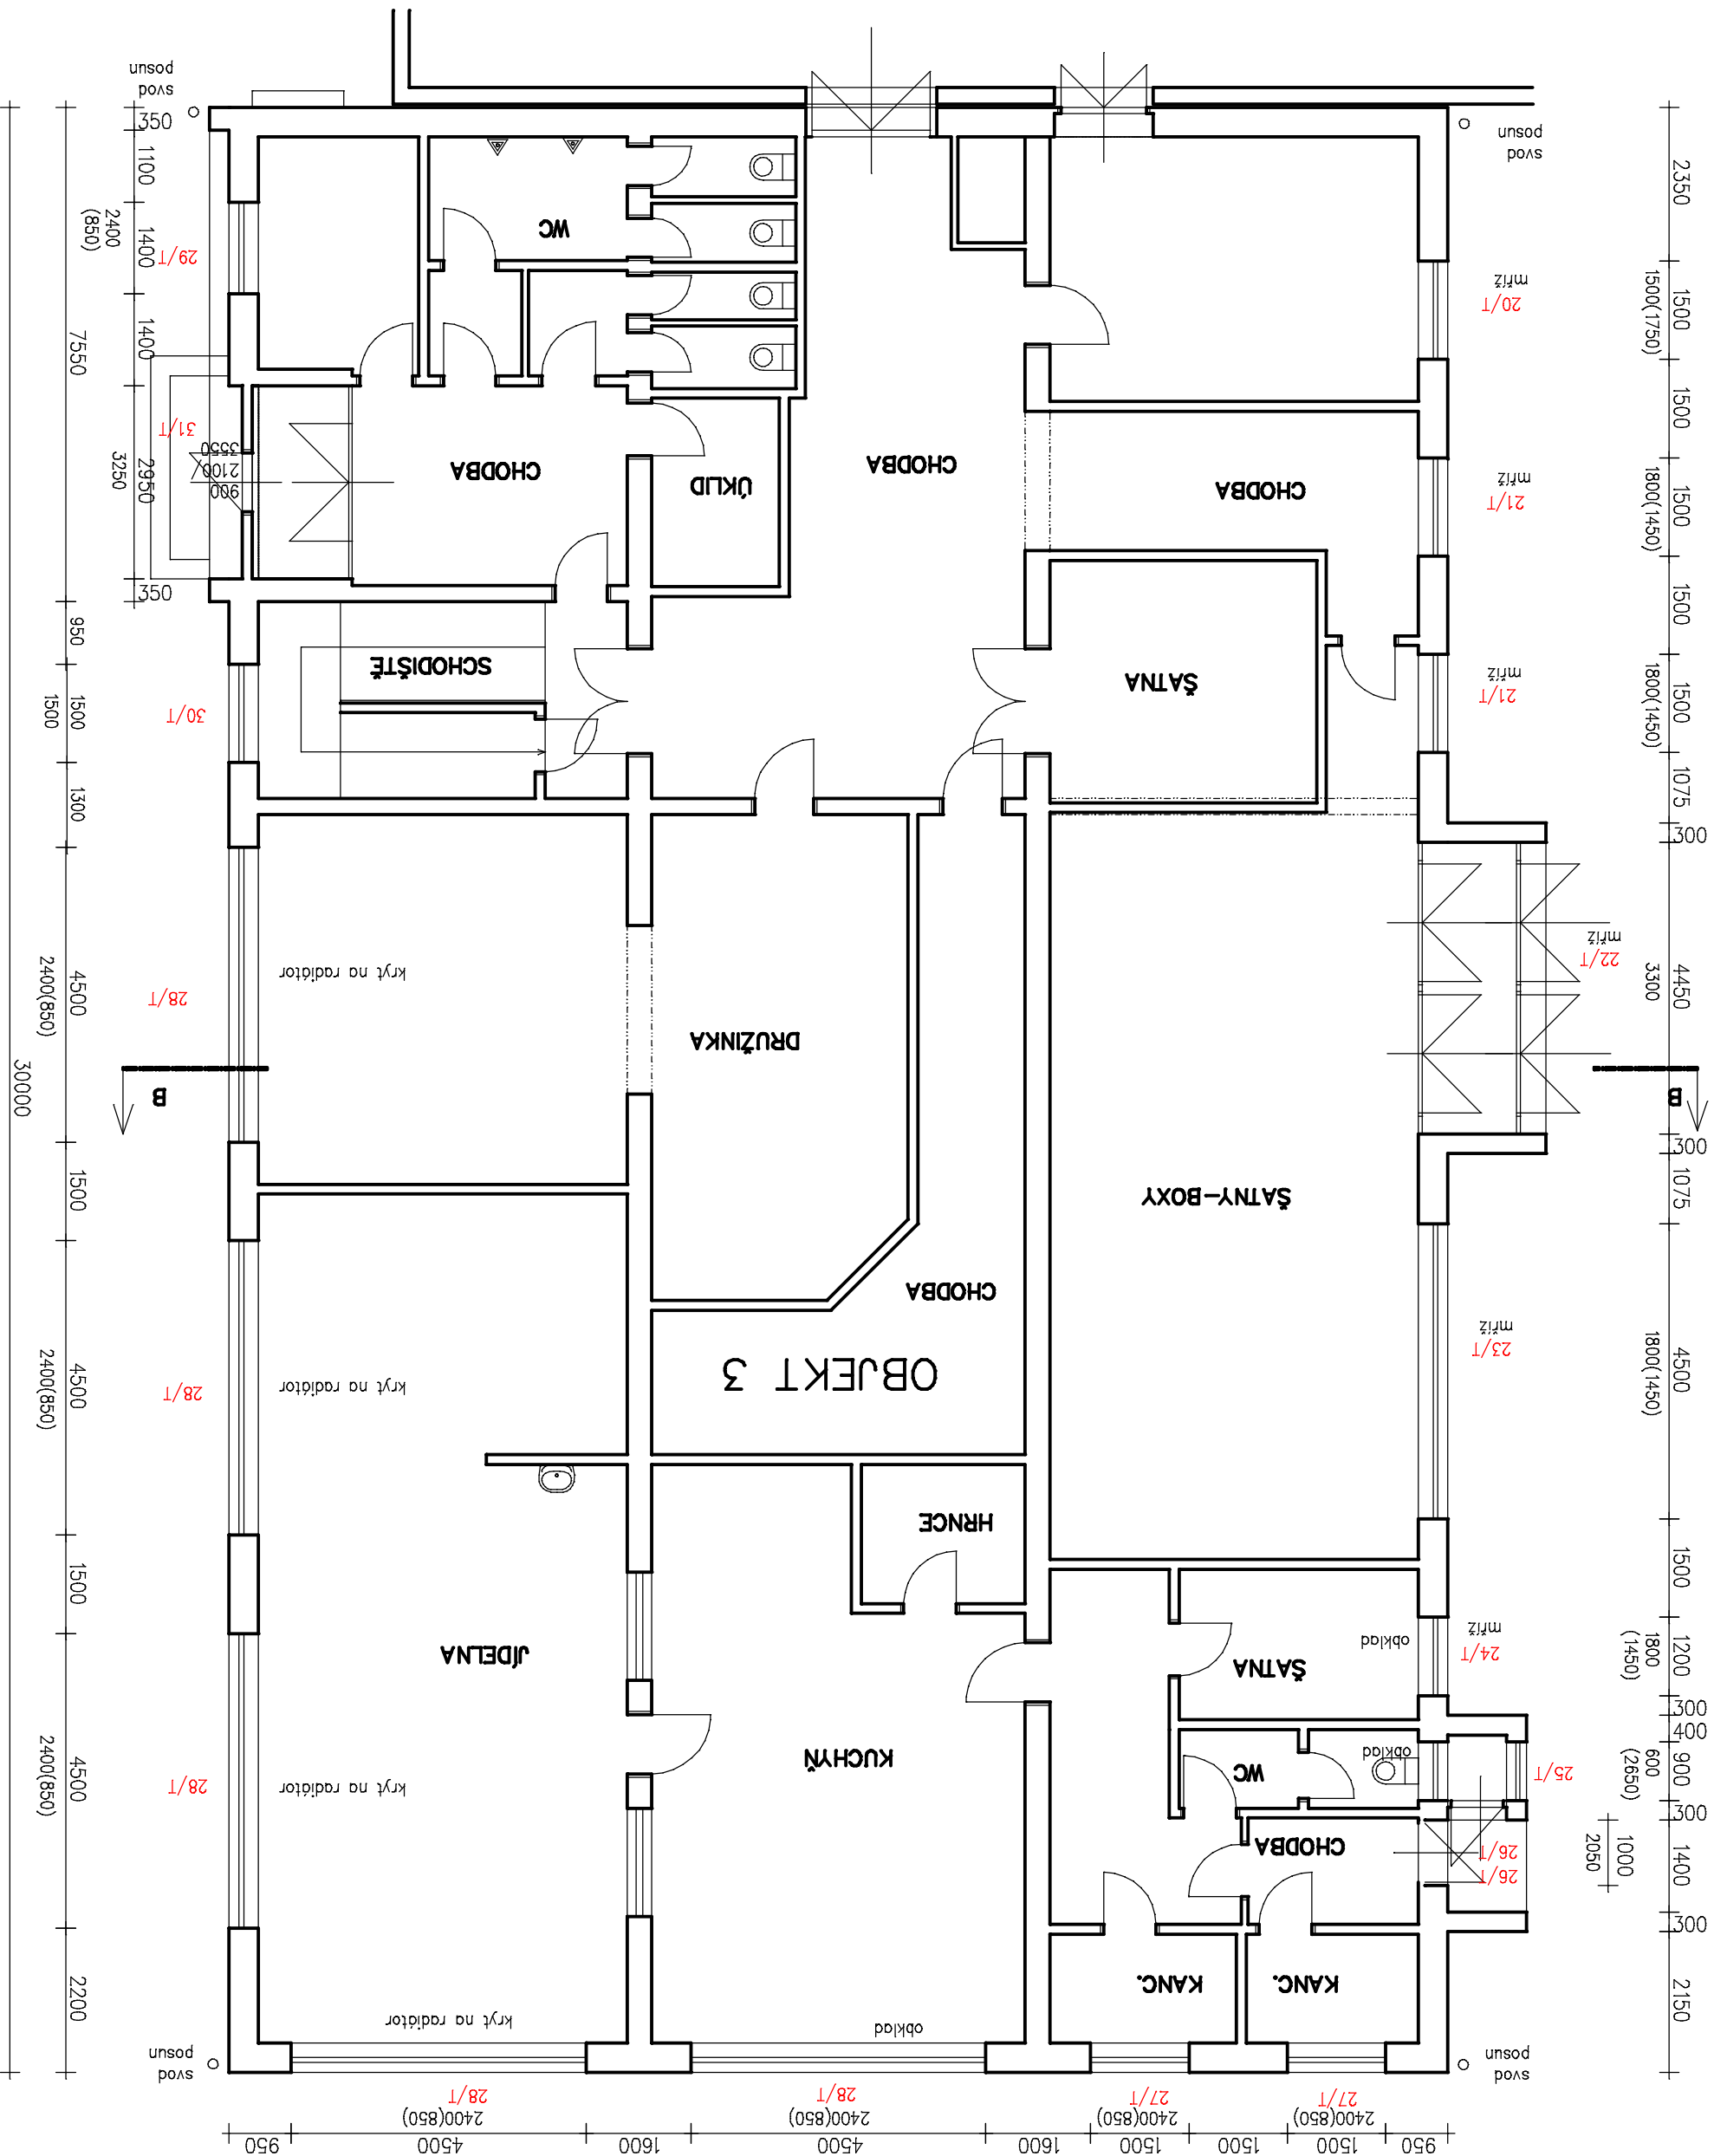 svod
posun
svod
posun
350
1100
1400
2400
(850)
29/T
1400
7550
31/T
2950
3250
900
2100
3550
350
950
30/T
1500
1500
1300
28/T
4500
2400(850)
30000
B
1500
28/T
4500
2400(850)
1500
28/T
4500
2400(850)
2200
svod
posun
WC
CHODBA
ÚKLID
CHODBA
CHODBA
SCHODIŠTĚ
ŠATNA
kryt na radiátor
DRUŽINKA
ŠATNY-BOXY
CHODBA
OBJEKT 3
kryt na radiátor
HRNCE
JÍDELNA
KUCHYŇ
ŠATNA
obklad
WC
obklad
CHODBA
kryt na radiátor
KANC.
KANC.
kryt na radiátor
obklad
2350
20/T
mříž
1500
1500(1750)
1500
21/T
mříž
1500
1800(1450)
1500
21/T
mříž
1500
1800(1450)
1075
300
22/T
mříž
4450
3300
B
300
1075
23/T
mříž
4500
1800(1450)
1500
24/T
mříž
1200
1800
(1450)
300
400
25/T
900
600
(2650)
300
26/T
26/T
1400
1000
2050
300
2150
svod
posun
28/T
28/T
27/T
27/T
2400(850)
2400(850)
2400(850)
2400(850)
950
4500
1600
4500
1600
1500
1500
1500
950